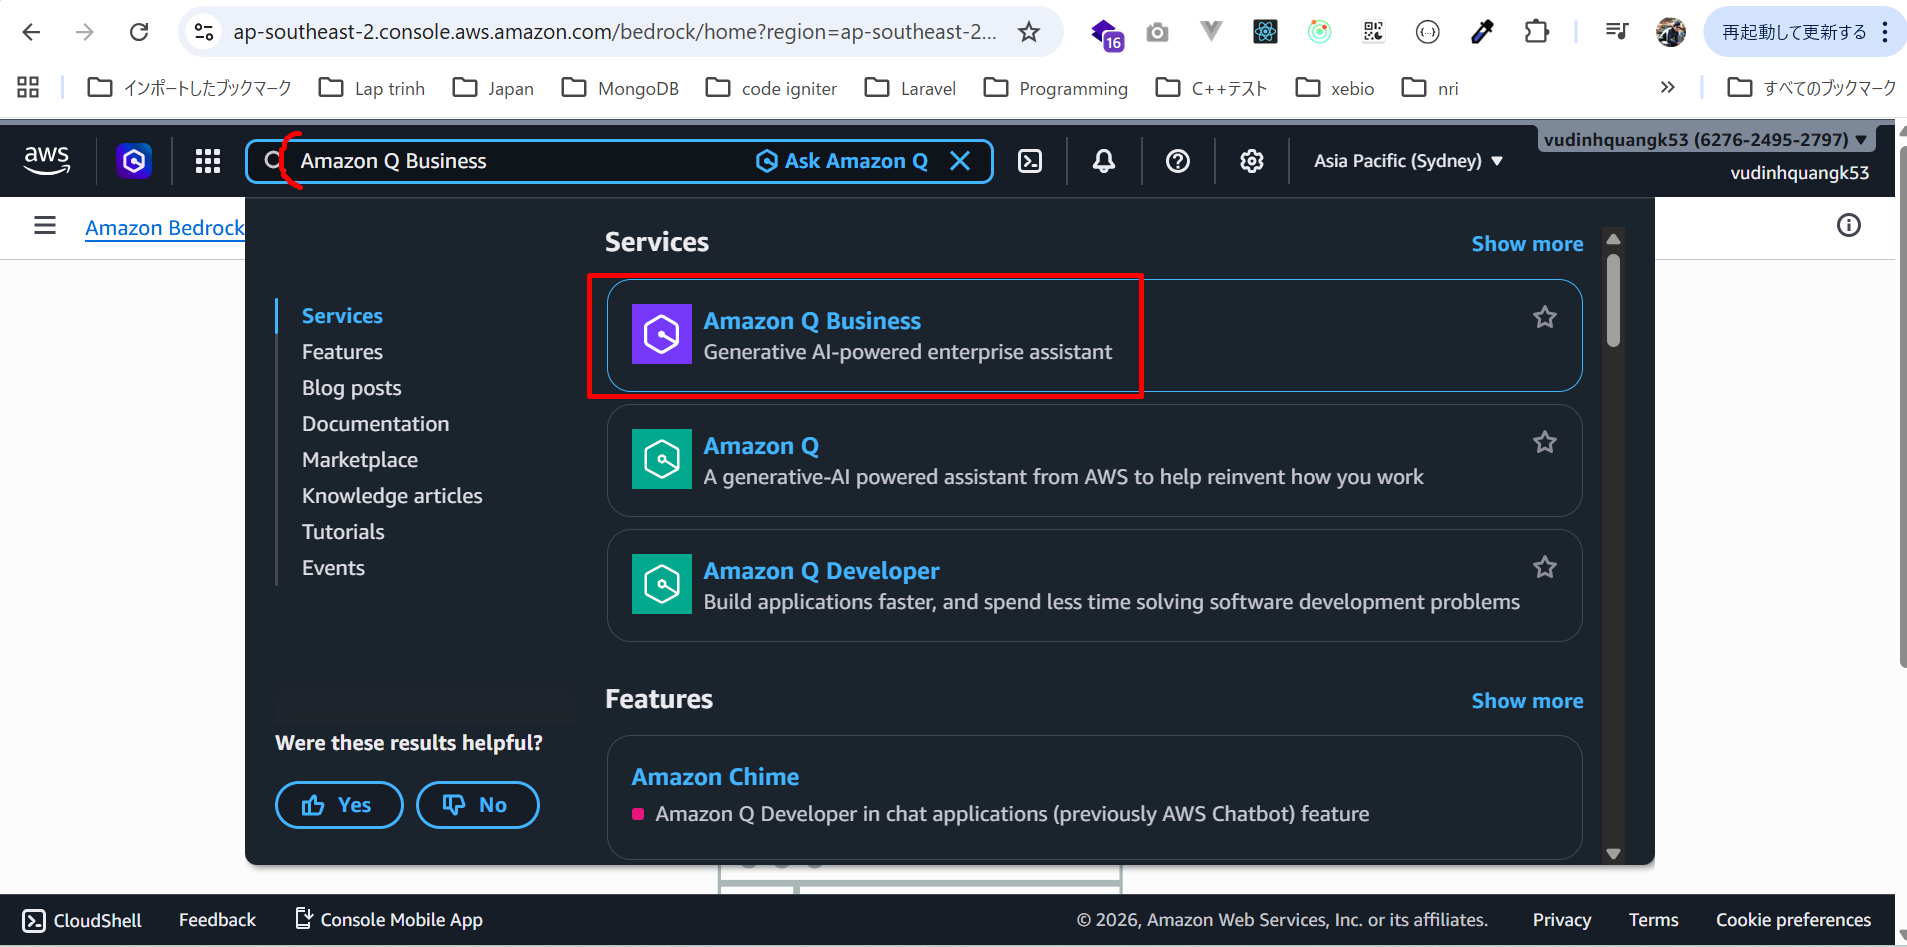 ap-southeast-2.console.aws.amazon.com/bedrock/home?region=ap-southeast-2...
16
再起動して更新する
インポートしたブックマーク
Lap trinh
Japan
MongoDB
code igniter
Laravel
Programming
C++テスト
xebio
nri
»
すべてのブックマーク
aws
Amazon Q Business
Ask Amazon Q
Asia Pacific (Sydney)
vudinhquangk53 (6276-2495-2797)
vudinhquangk53
Amazon Bedrock
Services
Features
Blog posts
Documentation
Marketplace
Knowledge articles
Tutorials
Events
Were these results helpful?
Yes
No
Services
Show more
Amazon Q Business
Generative AI-powered enterprise assistant
Amazon Q
A generative-AI powered assistant from AWS to help reinvent how you work
Amazon Q Developer
Build applications faster, and spend less time solving software development problems
Features
Show more
Amazon Chime
Amazon Q Developer in chat applications (previously AWS Chatbot) feature
CloudShell
Feedback
Console Mobile App
© 2026, Amazon Web Services, Inc. or its affiliates.
Privacy
Terms
Cookie preferences